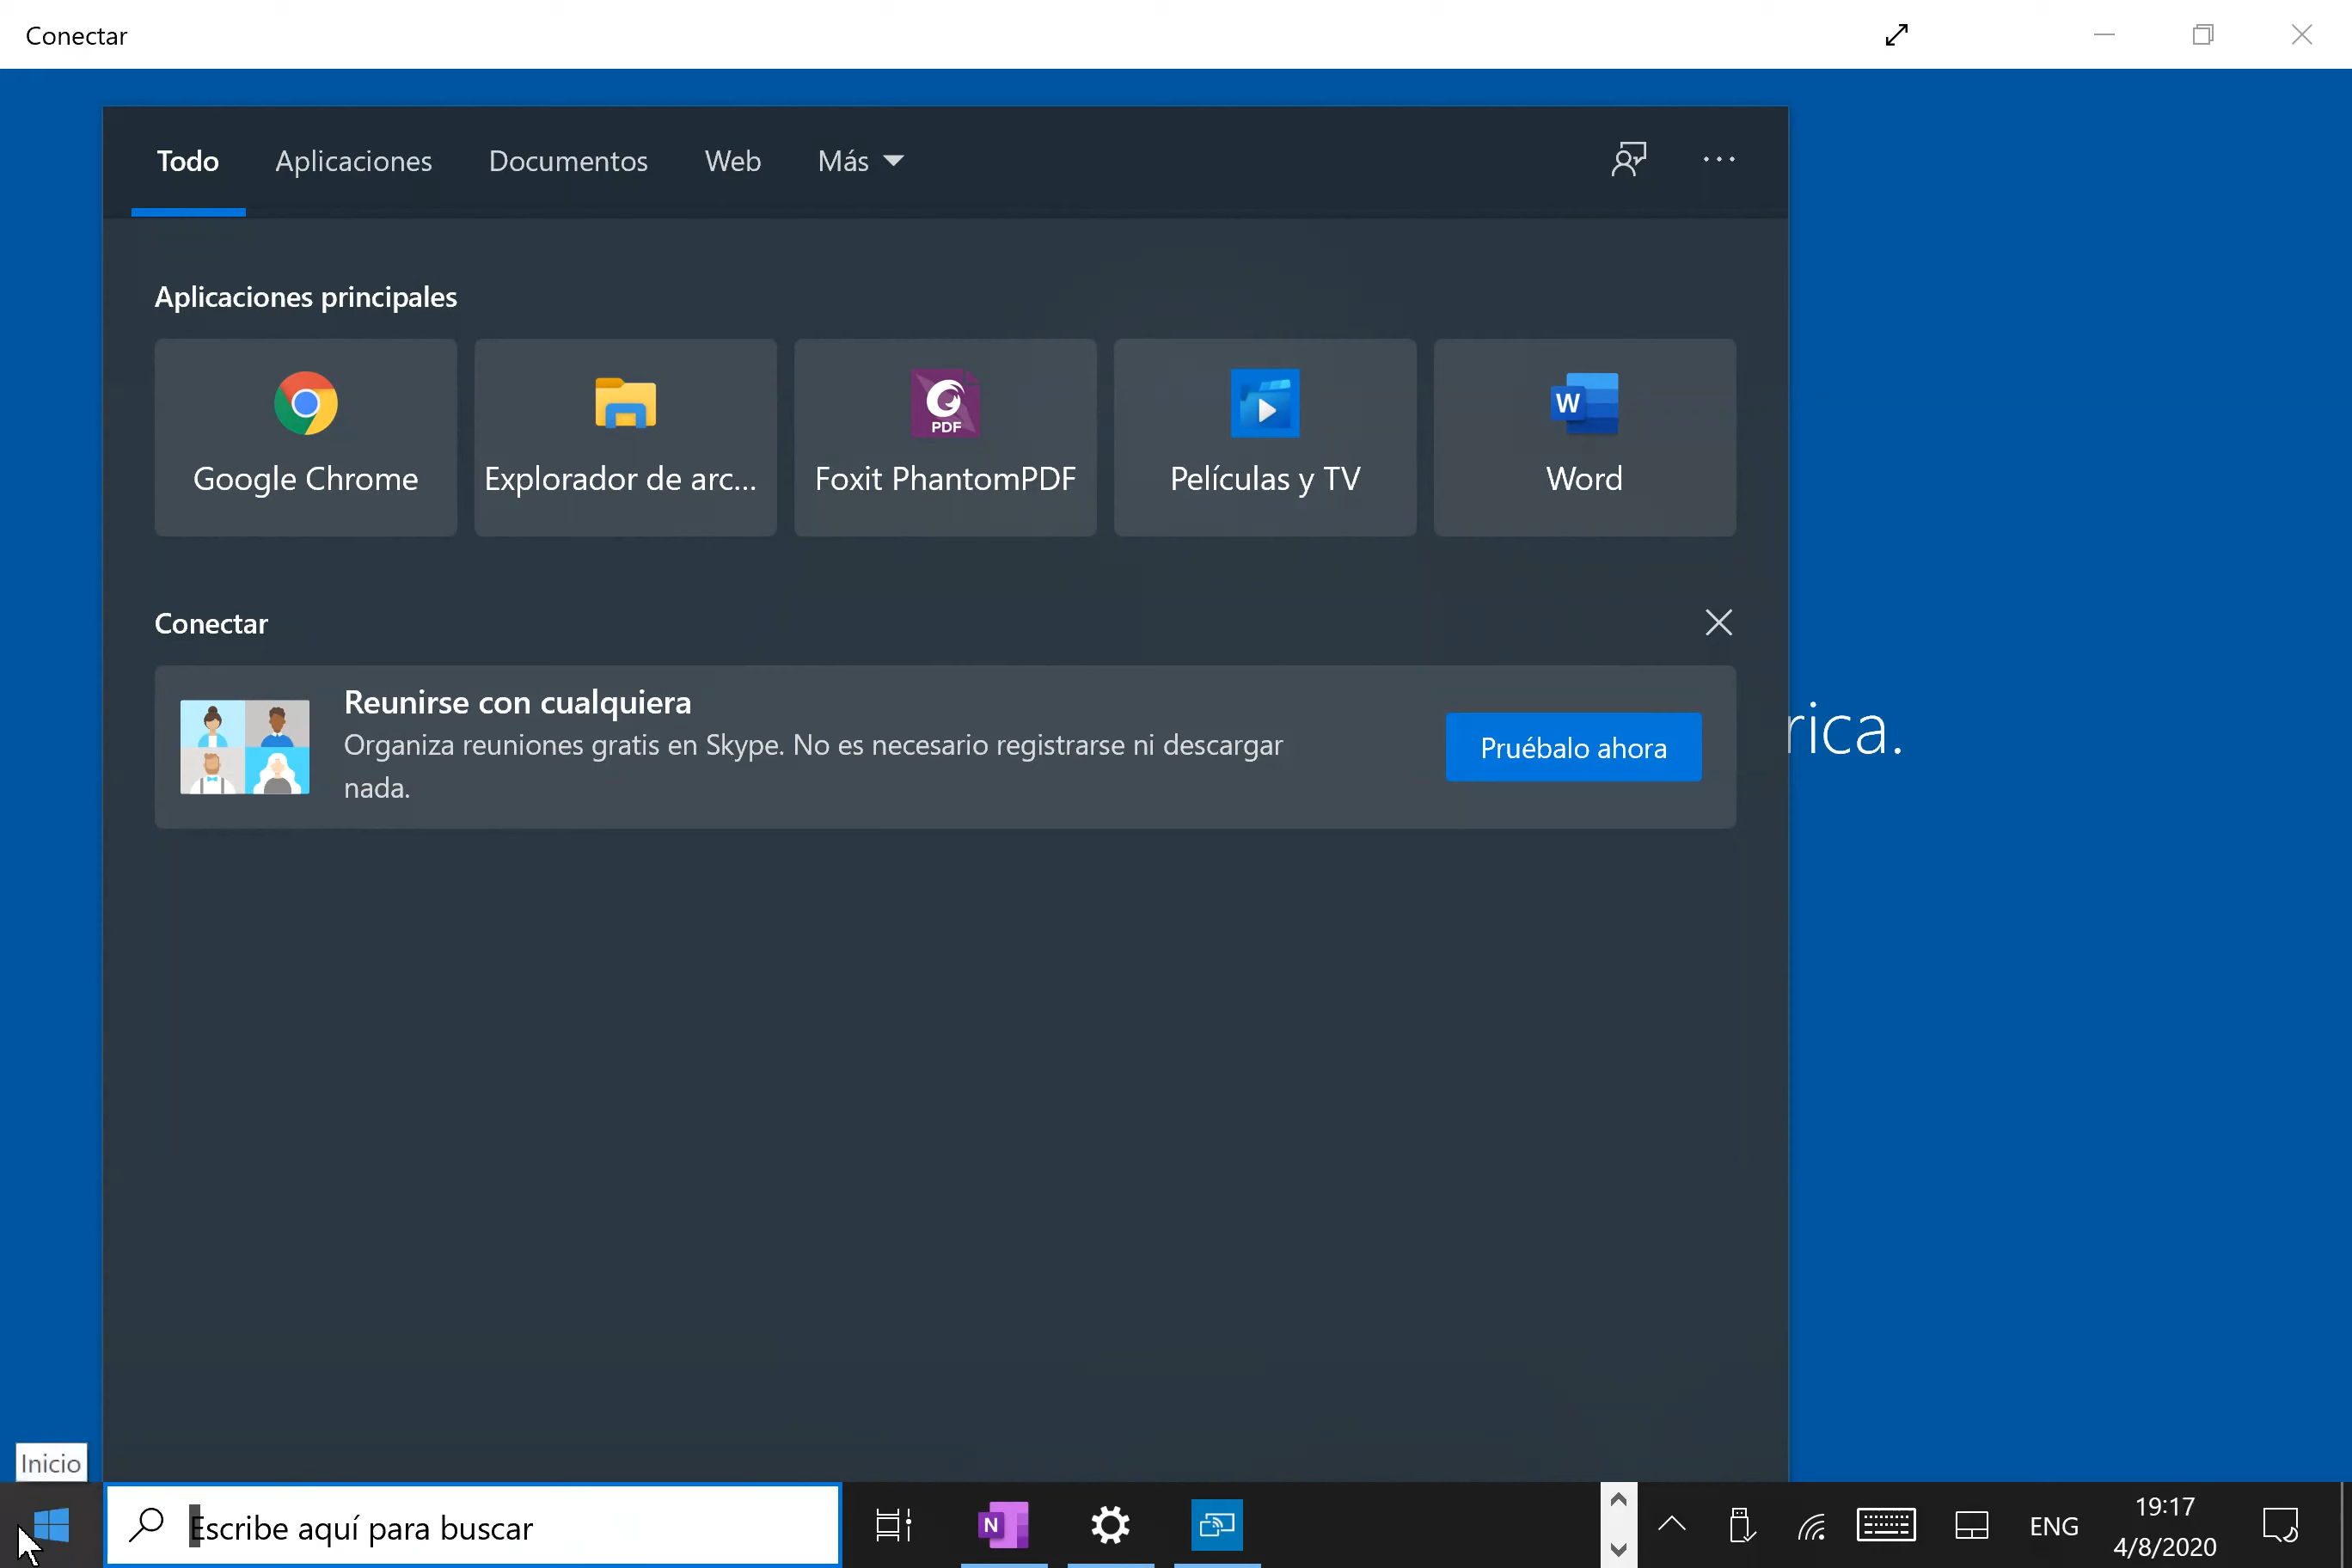 Conectar
Todo Aplicaciones Documentos Web Más
Aplicaciones principales
PDF
W
Google Chrome Explorador de arc... Foxit PhantomPDF Películas y TV Word
Conectar
Reunirse con cualquiera
Organiza reuniones gratis en Skype. No es necesario registrarse ni descargar
nada.
Pruébalo ahora
rica.
Inicio
Escribe aquí para buscar
N
ENG
19:17
4/8/2020